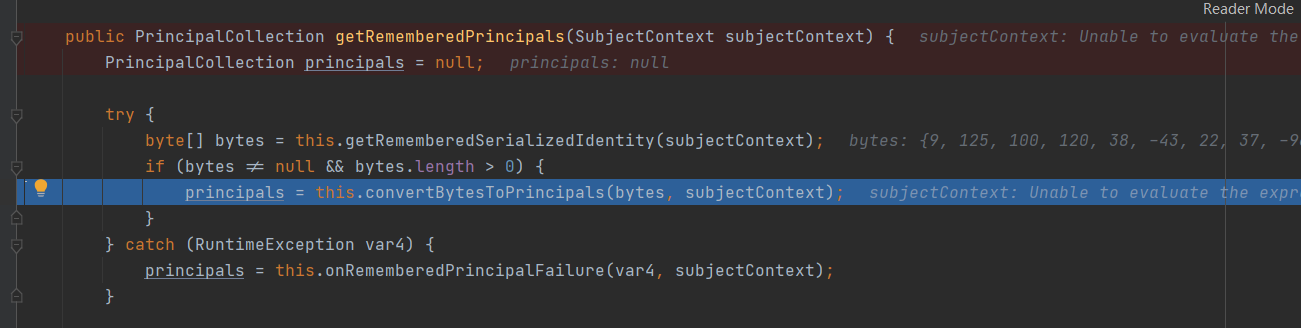 Reader Mode
public PrincipalCollection getRememberedPrincipals(SubjectContext subjectContext) {   subjectContext: Unable to evaluate the
PrincipalCollection principals = null;   principals: null
try {
byte[] bytes = this.getRememberedSerializedIdentity(subjectContext);   bytes: {9, 125, 100, 120, 38, -43, 22, 37, -9
if (bytes ≠ null && bytes.length > 0) {
principals = this.convertBytesToPrincipals(bytes, subjectContext);   subjectContext: Unable to evaluate the expr
}
} catch (RuntimeException var4) {
principals = this.onRememberedPrincipalFailure(var4, subjectContext);
}